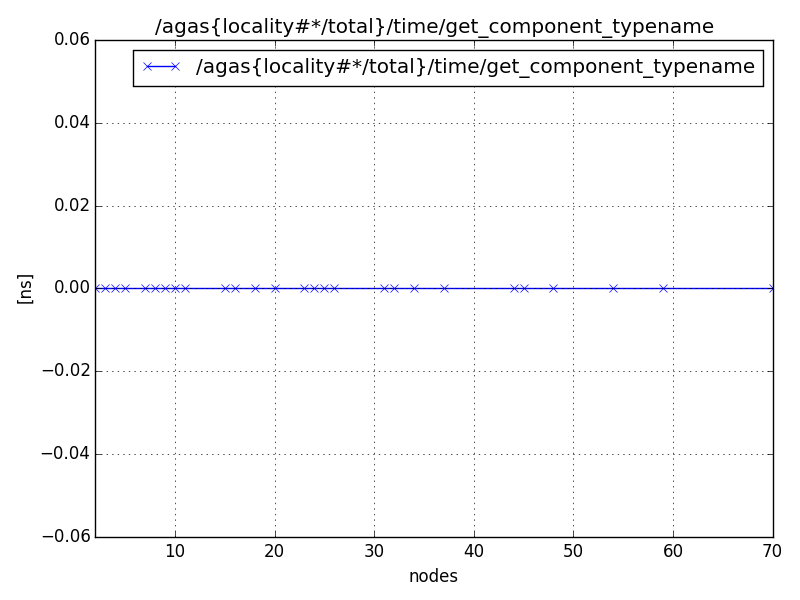 /agas{locality#*/total}/time/get_component_typename
/agas{locality#*/total}/time/get_component_typename
0.06
0.04
0.02
0.00
−0.02
−0.04
−0.06
[ns]
10 20 30 40 50 60 70
nodes